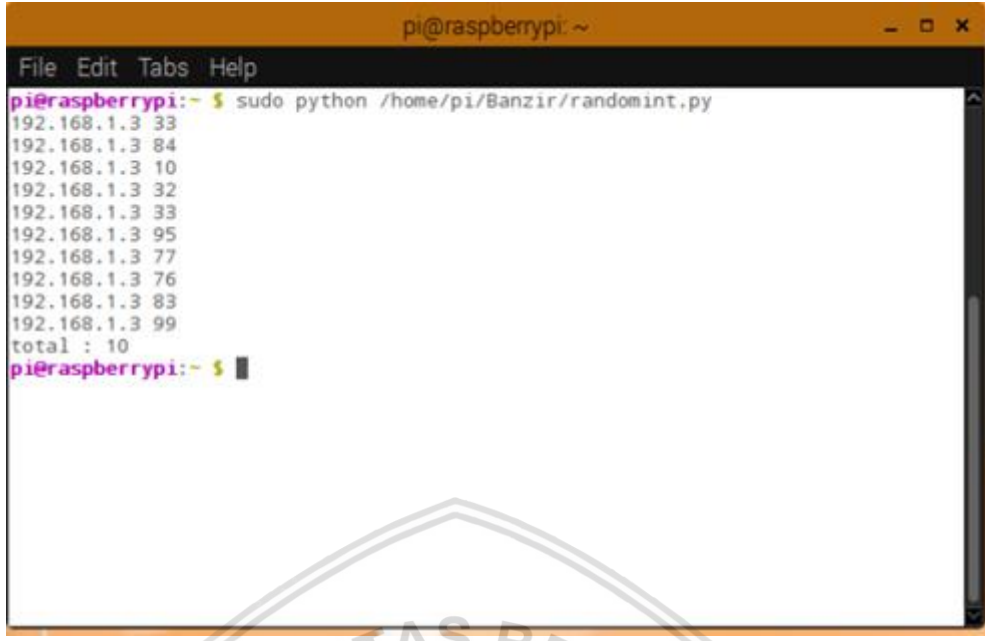 pi@raspberrypi: ~
File Edit Tabs Help
pi@raspberrypi:~ $ sudo python /home/pi/Banzir/randomint.py
192.168.1.3 33
192.168.1.3 84
192.168.1.3 10
192.168.1.3 32
192.168.1.3 33
192.168.1.3 95
192.168.1.3 77
192.168.1.3 76
192.168.1.3 83
192.168.1.3 99
total : 10
pi@raspberrypi:~ $